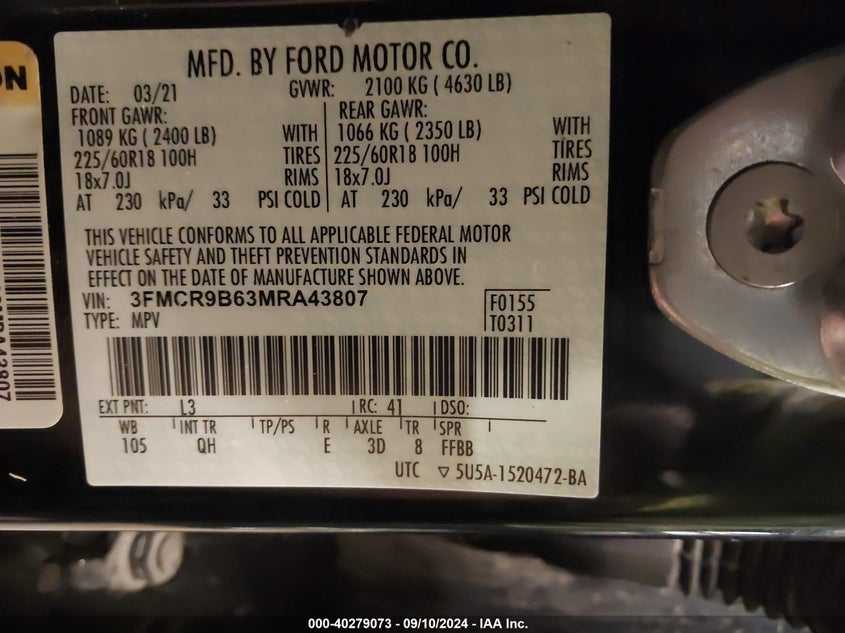 ON
MFD. BY FORD MOTOR CO.
DATE: 03/21 GVWR: 2100 KG ( 4630 LB)
FRONT GAWR: REAR GAWR:
1089 KG ( 2400 LB) WITH 1066 KG ( 2350 LB) WITH
225/60R18 100H TIRES 225/60R18 100H TIRES
18x7.0J RIMS 18x7.0J RIMS
AT 230 kPa/ 33 PSI COLD AT 230 kPa/ 33 PSI COLD
THIS VEHICLE CONFORMS TO ALL APPLICABLE FEDERAL MOTOR
VEHICLE SAFETY AND THEFT PREVENTION STANDARDS IN
EFFECT ON THE DATE OF MANUFACTURE SHOWN ABOVE.
VIN: 3FMCR9B63MRA43807 F0155
TYPE: MPV T0311
EXT PNT: L3 RC: 41 DSO:
WB INT TR TP/PS R AXLE TR SPR
105 QH E 3D 8 FFBB
UTC ▽ 5U5A-1520472-BA
000-40279073 - 09/10/2024 - IAA Inc.